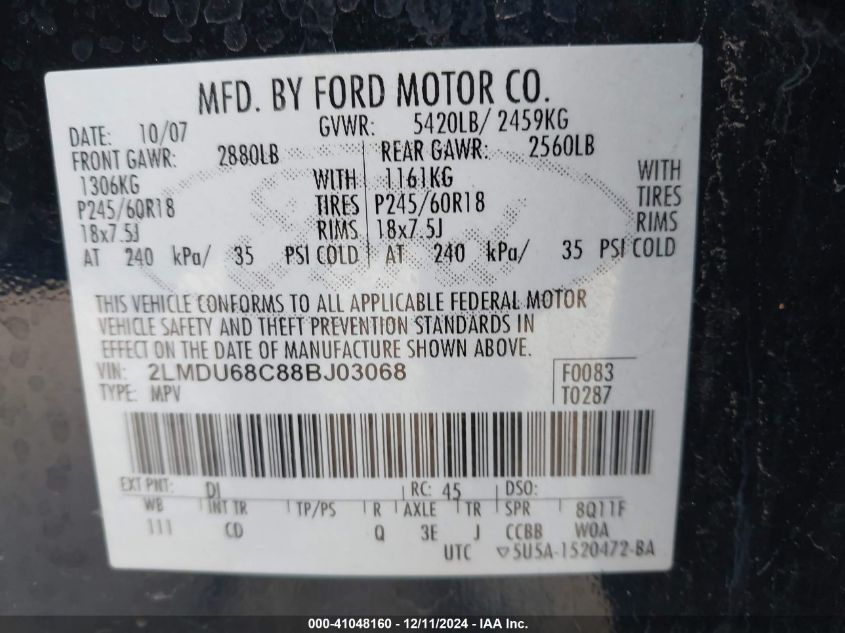 MFD. BY FORD MOTOR CO.
DATE: 10/07 GVWR: 5420LB/ 2459KG
FRONT GAWR: 2880LB REAR GAWR: 2560LB
1306KG WITH 1161KG WITH
P245/60R18 TIRES P245/60R18 TIRES
18x7.5J RIMS 18x7.5J RIMS
AT 240 kPa/ 35 PSI COLD AT 240 kPa/ 35 PSI COLD
THIS VEHICLE CONFORMS TO ALL APPLICABLE FEDERAL MOTOR
VEHICLE SAFETY AND THEFT PREVENTION STANDARDS IN
EFFECT ON THE DATE OF MANUFACTURE SHOWN ABOVE.
VIN: 2LMDU68C88BJ03068 F0083
TYPE: MPV T0287
EXT PNT: DI RC: 45 DSO:
WB INT TR TP/PS R AXLE TR SPR 8Q11F
111 CD Q 3E J CCBB WOA
UTC ▽5U5A-1520472-BA
000-41048160 - 12/11/2024 - IAA Inc.